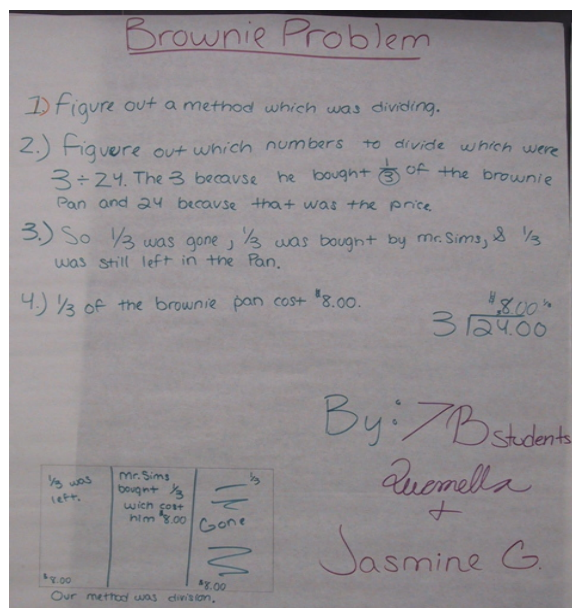 Brownie Problem
1) Figure out a method which was dividing.
2.) Figuere out which numbers to divide which were
3÷24. The 3 because he bought 1/3 of the brownie
Pan and 24 because that was the price
3.) So 1/3 was gone, 1/3 was bought by mr.Sims, & 1/3
was still left in the Pan.
4.) 1/3 of the brownie pan cost $8.00.
$8.00
3 24.00
By: 7B students
+
Jasmine G.
1/3 was
left.
$8.00
mr.Sims
bought 1/3
wich cost
him $8.00
1/3
Gone
$8.00
Our method was division.